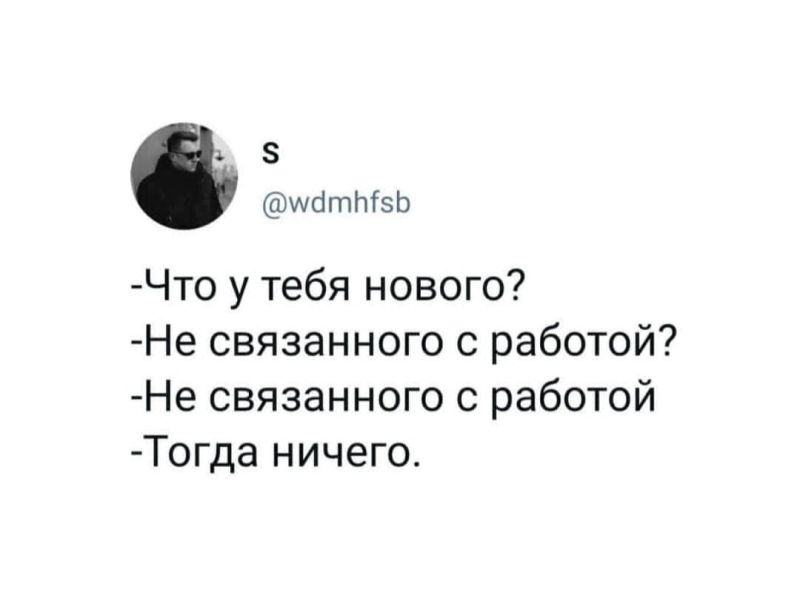 S
@wdmhfsb
-Что у тебя нового?
-Не связанного с работой?
-Не связанного с работой
-Тогда ничего.